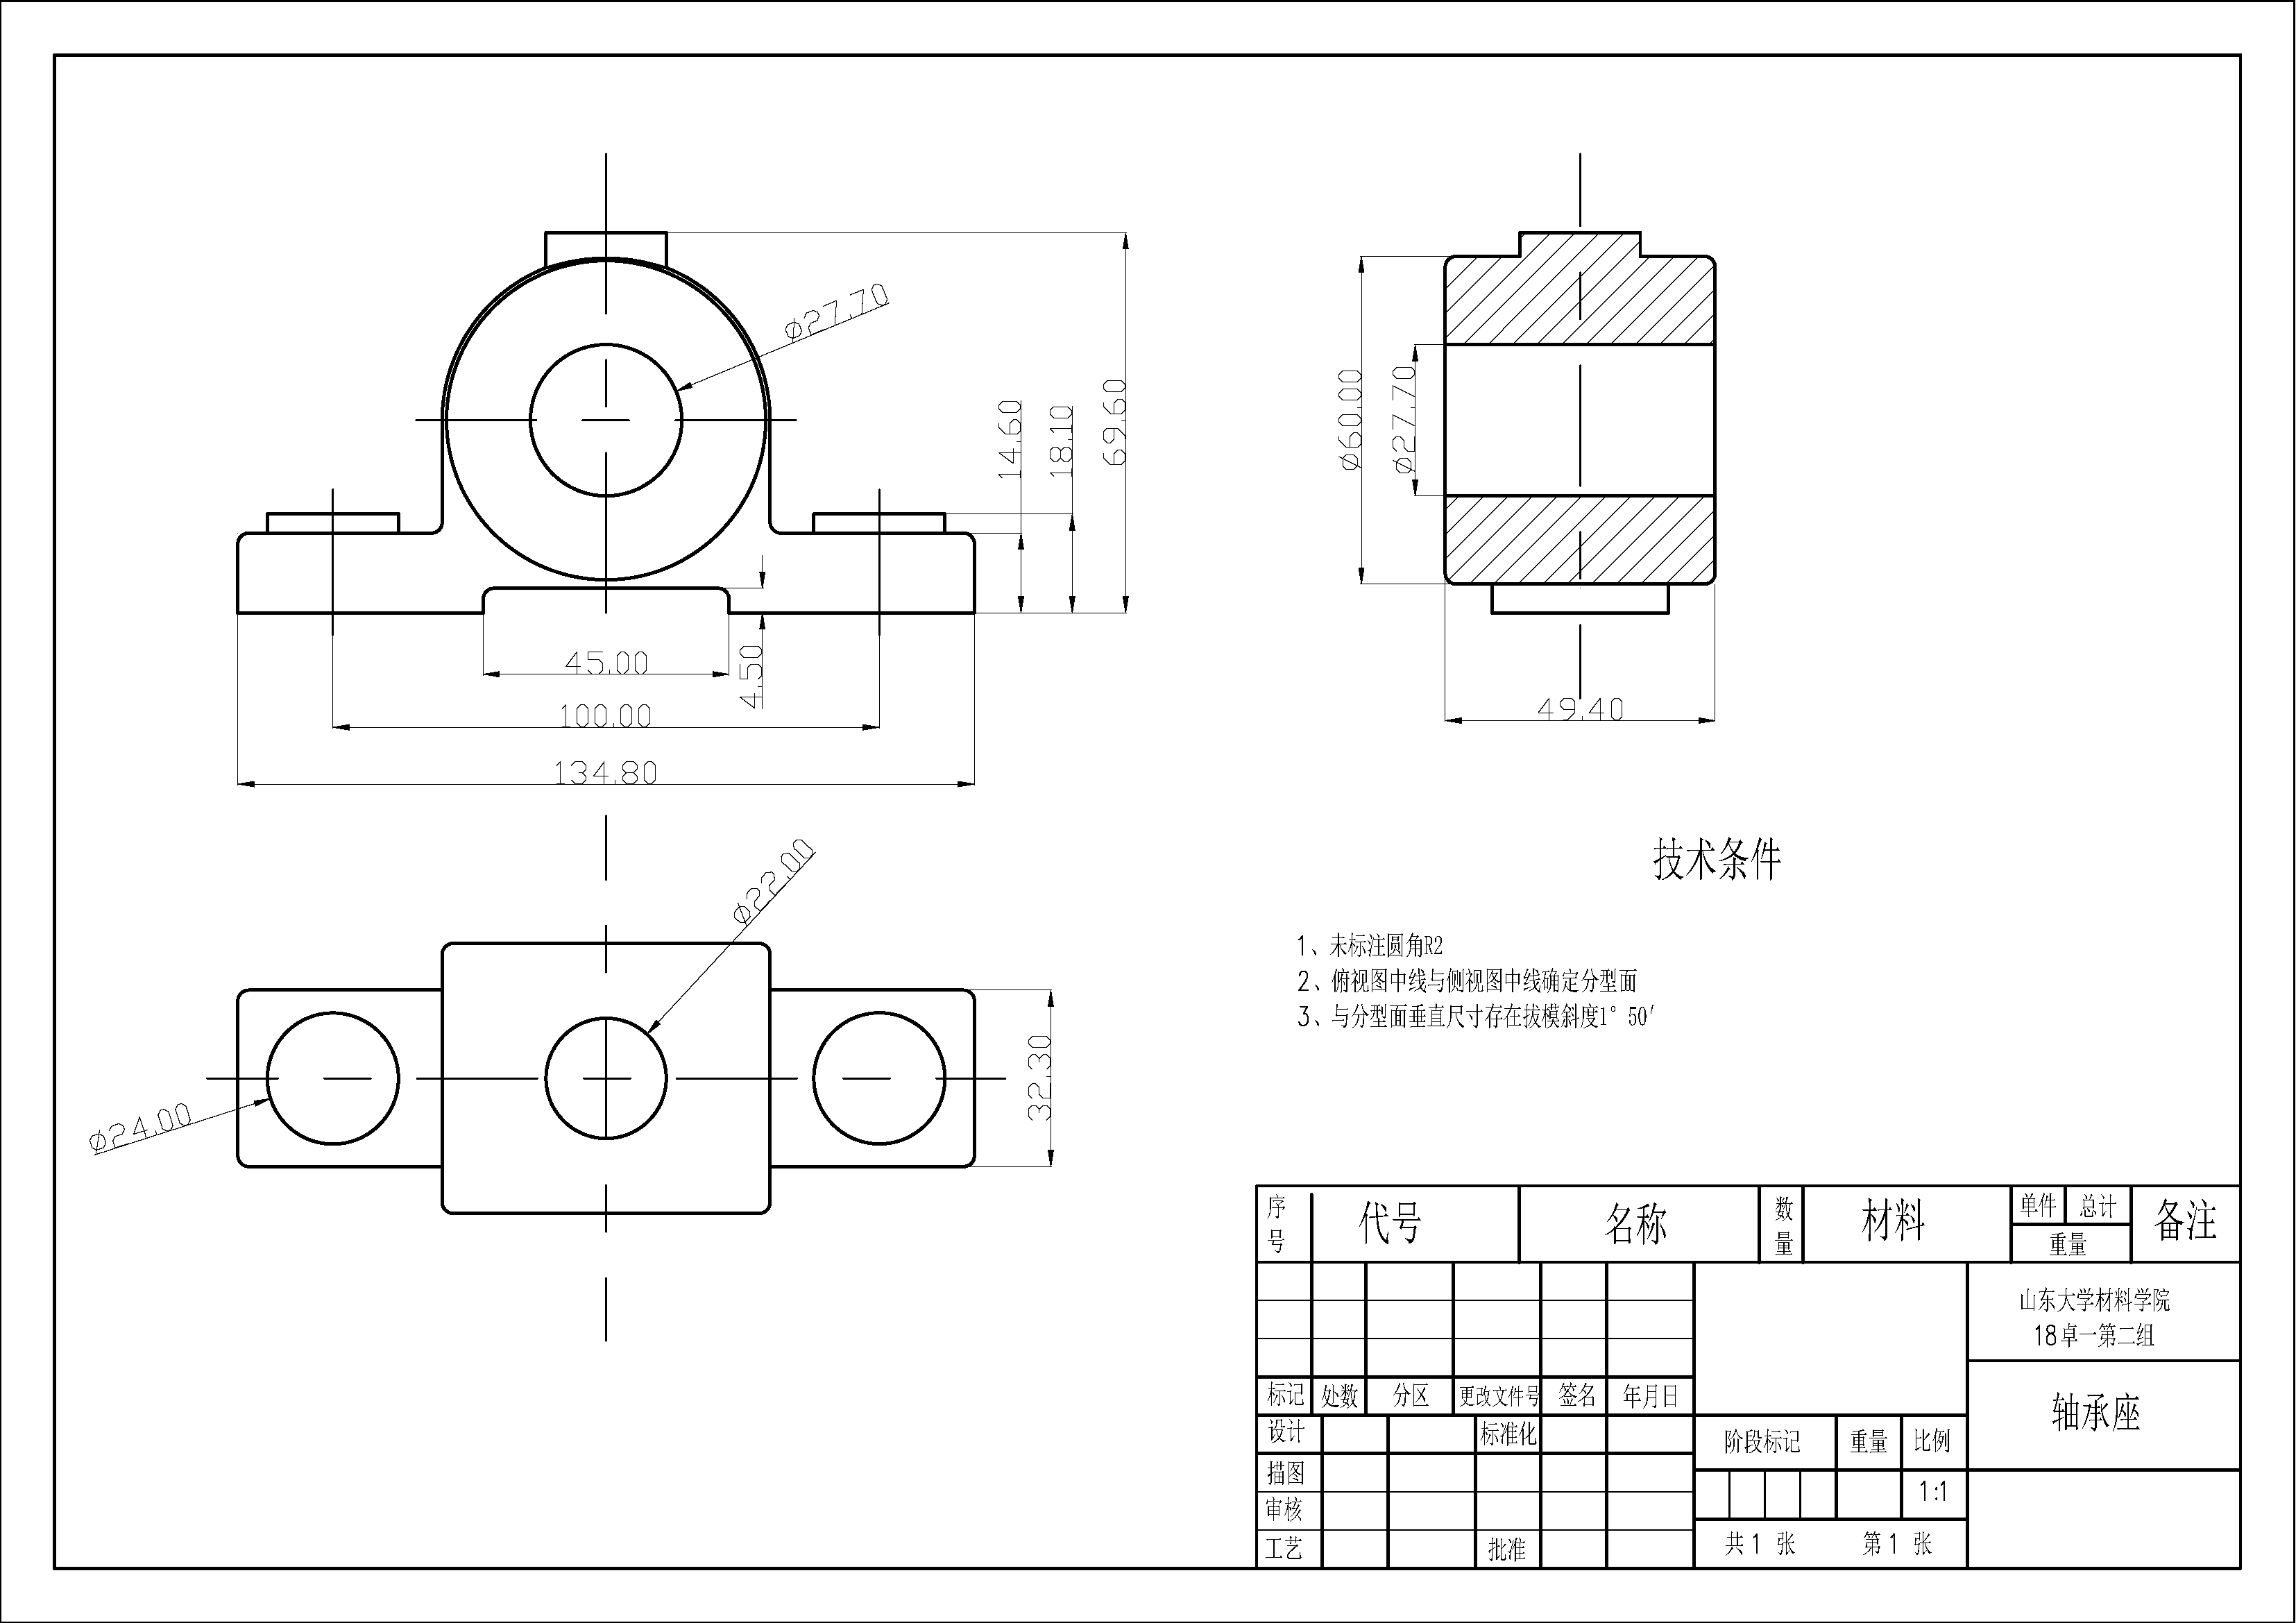 ø27.70
14.60
18.10
69.60
45.00
4.50
100.00
134.80
ø60.00
ø27.70
49.40
ø22.00
ø24.00
32.30
技术条件
1、未标注圆角R2
2、俯视图中线与侧视图中线确定分型面
3、与分型面垂直尺寸存在拔模斜度1° 50′
序号 代号 名称 数量 材料 单件 总计 备注
重量
山东大学材料学院
18卓一第二组
标记 处数 分区 更改文件号 签名 年月日
轴承座
设计 标准化
阶段标记 重量 比例
描图
1:1
审核
共1 张 第1 张
工艺 批准